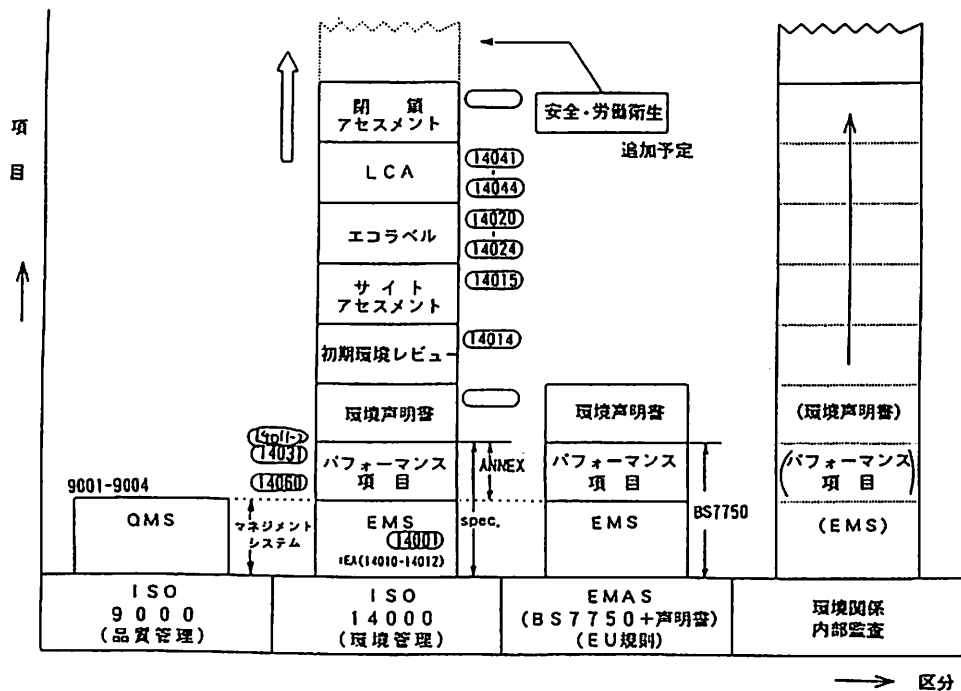 項目
閉鎖
アセスメント
安全・労働衛生
追加予定
LCA
14041
14044
エコラベル
14020
14024
サイト
アセスメント
14015
初期環境レビュー
14014
環境声明書
環境声明書
(環境声明書)
14031
14060
パフォーマンス
項目
ANNEX
パフォーマンス
項目
(パフォーマンス
項目)
9001-9004
QMS
マネジメント
システム
EMS
14001
+EA(14010-14012)
spec.
EMS
BS7750
(EMS)
ISO
9000
(品質管理)
ISO
14000
(環境管理)
EMAS
(BS7750+声明書)
(EU規則)
環境関係
内部監査
区分